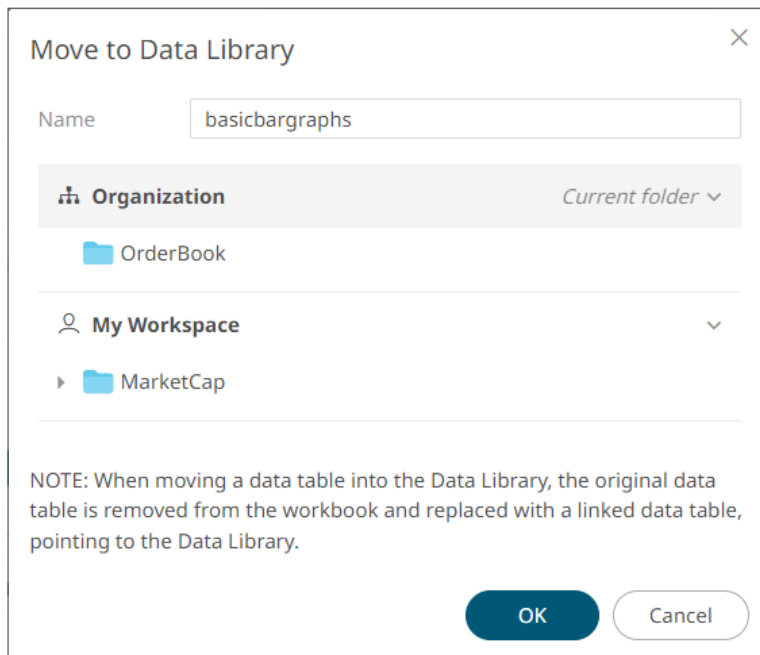 Move to Data Library
Name
basicbargraphs
Organization
Current folder
OrderBook
My Workspace
MarketCap
NOTE: When moving a data table into the Data Library, the original data
table is removed from the workbook and replaced with a linked data table,
pointing to the Data Library.
OK
Cancel